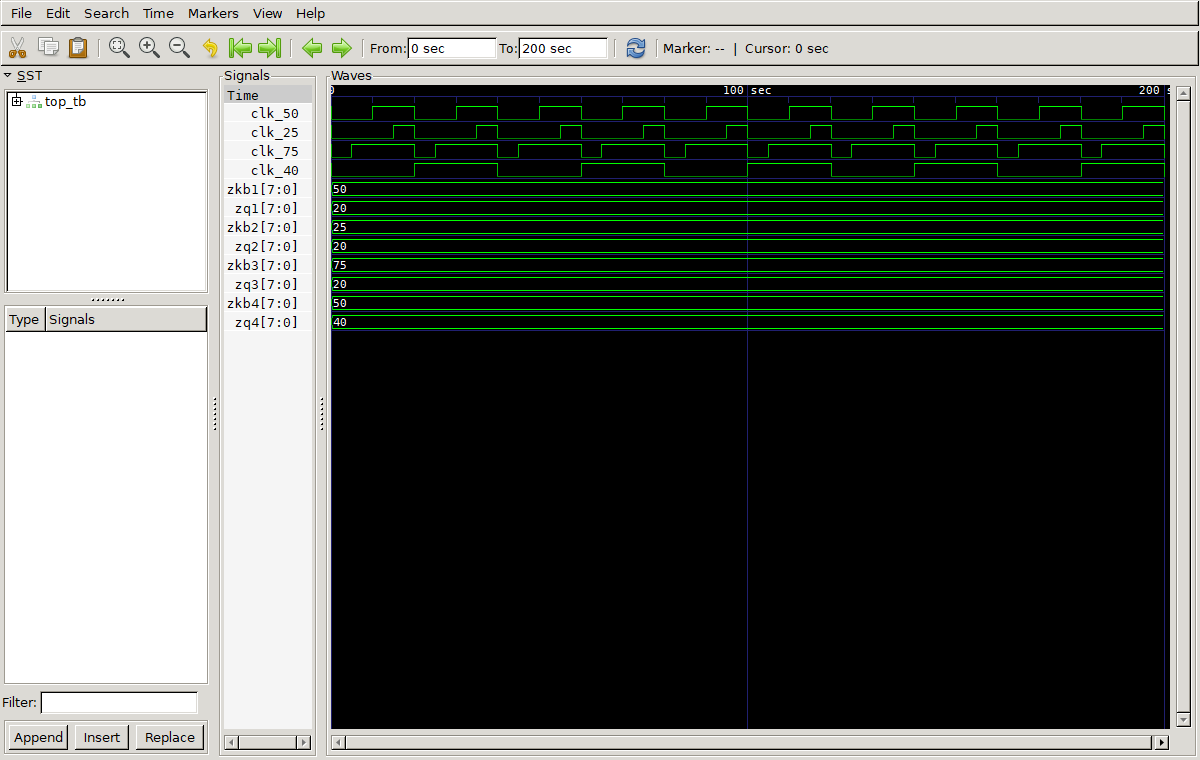 File Edit Search Time Markers View Help
From: 0 sec To: 200 sec Marker: -- | Cursor: 0 sec
SST
top_tb
Type Signals
Filter:
Append Insert Replace
Signals
Time
clk_50
clk_25
clk_75
clk_40
zkb1[7:0]
zq1[7:0]
zkb2[7:0]
zq2[7:0]
zkb3[7:0]
zq3[7:0]
zkb4[7:0]
zq4[7:0]
Waves
100 sec 200
50
20
25
20
75
20
50
40